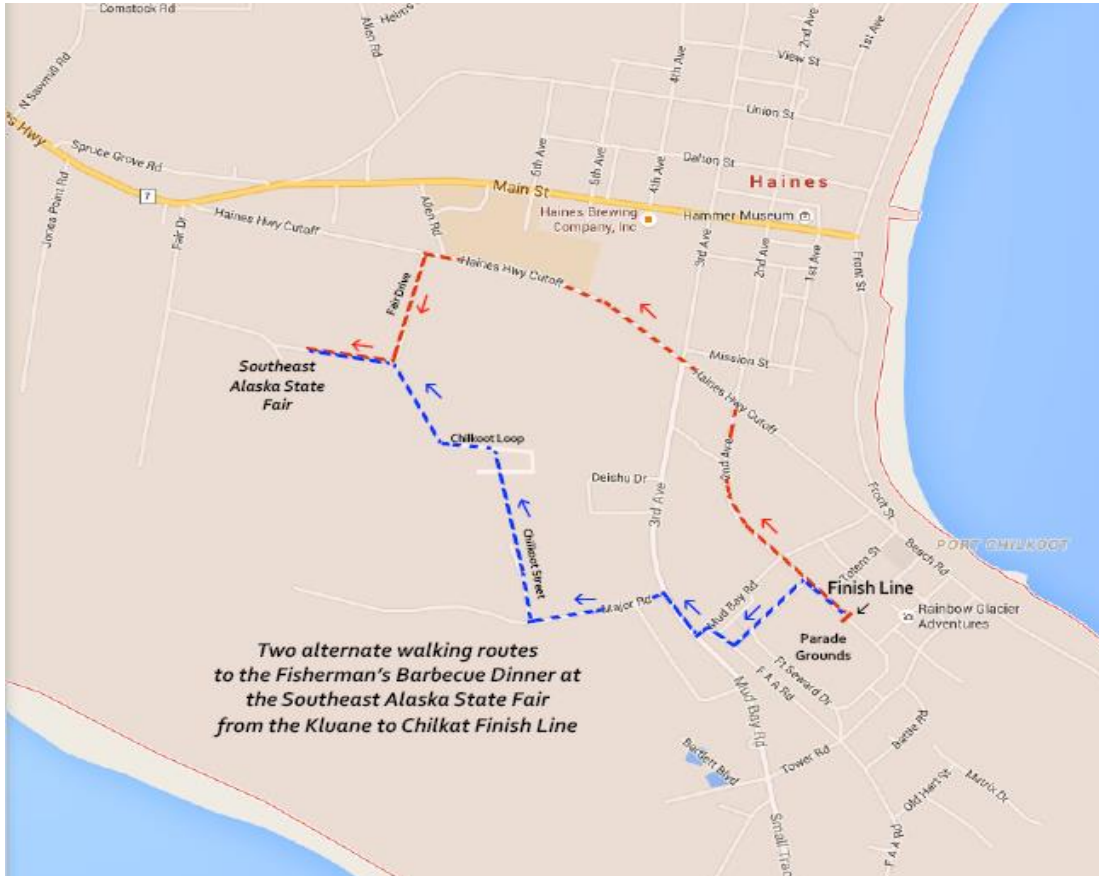 Comstock Rd
Helms
Allen Rd
N Sawmill Rd
es Hwy
Spruce Grove Rd
7
Jones Point Rd
Fair Dr
Haines Hwy Cutoff
Allen Rd
Main St
4th Ave
2nd Ave
1st Ave
View St
Union St
Dalton St
6th Ave
5th Ave
4th Ave
Haines
Haines Brewing
Company, Inc
Hammer Museum
3rd Ave
2nd Ave
1st Ave
Front St
Haines Hwy Cutoff
Fair Drive
Southeast
Alaska State
Fair
Mission St
Haines Hwy Cutoff
Chilkoot Loop
Deishu Dr
3rd Ave
2nd Ave
Front St
Beach Rd
PORT CHILKOOT
Totem St
Chilkoot Street
Major Rd
Mud Bay Rd
Finish Line
Rainbow Glacier
Adventures
Parade
Grounds
Two alternate walking routes
to the Fisherman's Barbecue Dinner at
the Southeast Alaska State Fair
from the Kluane to Chilkat Finish Line
Ft Seward Dr
F A A Rd
Mud Bay Rd
Battle Rd
Tower Rd
Bartlett Blvd
Matrix Dr
Old Hart St
F A A Rd
Small Trac